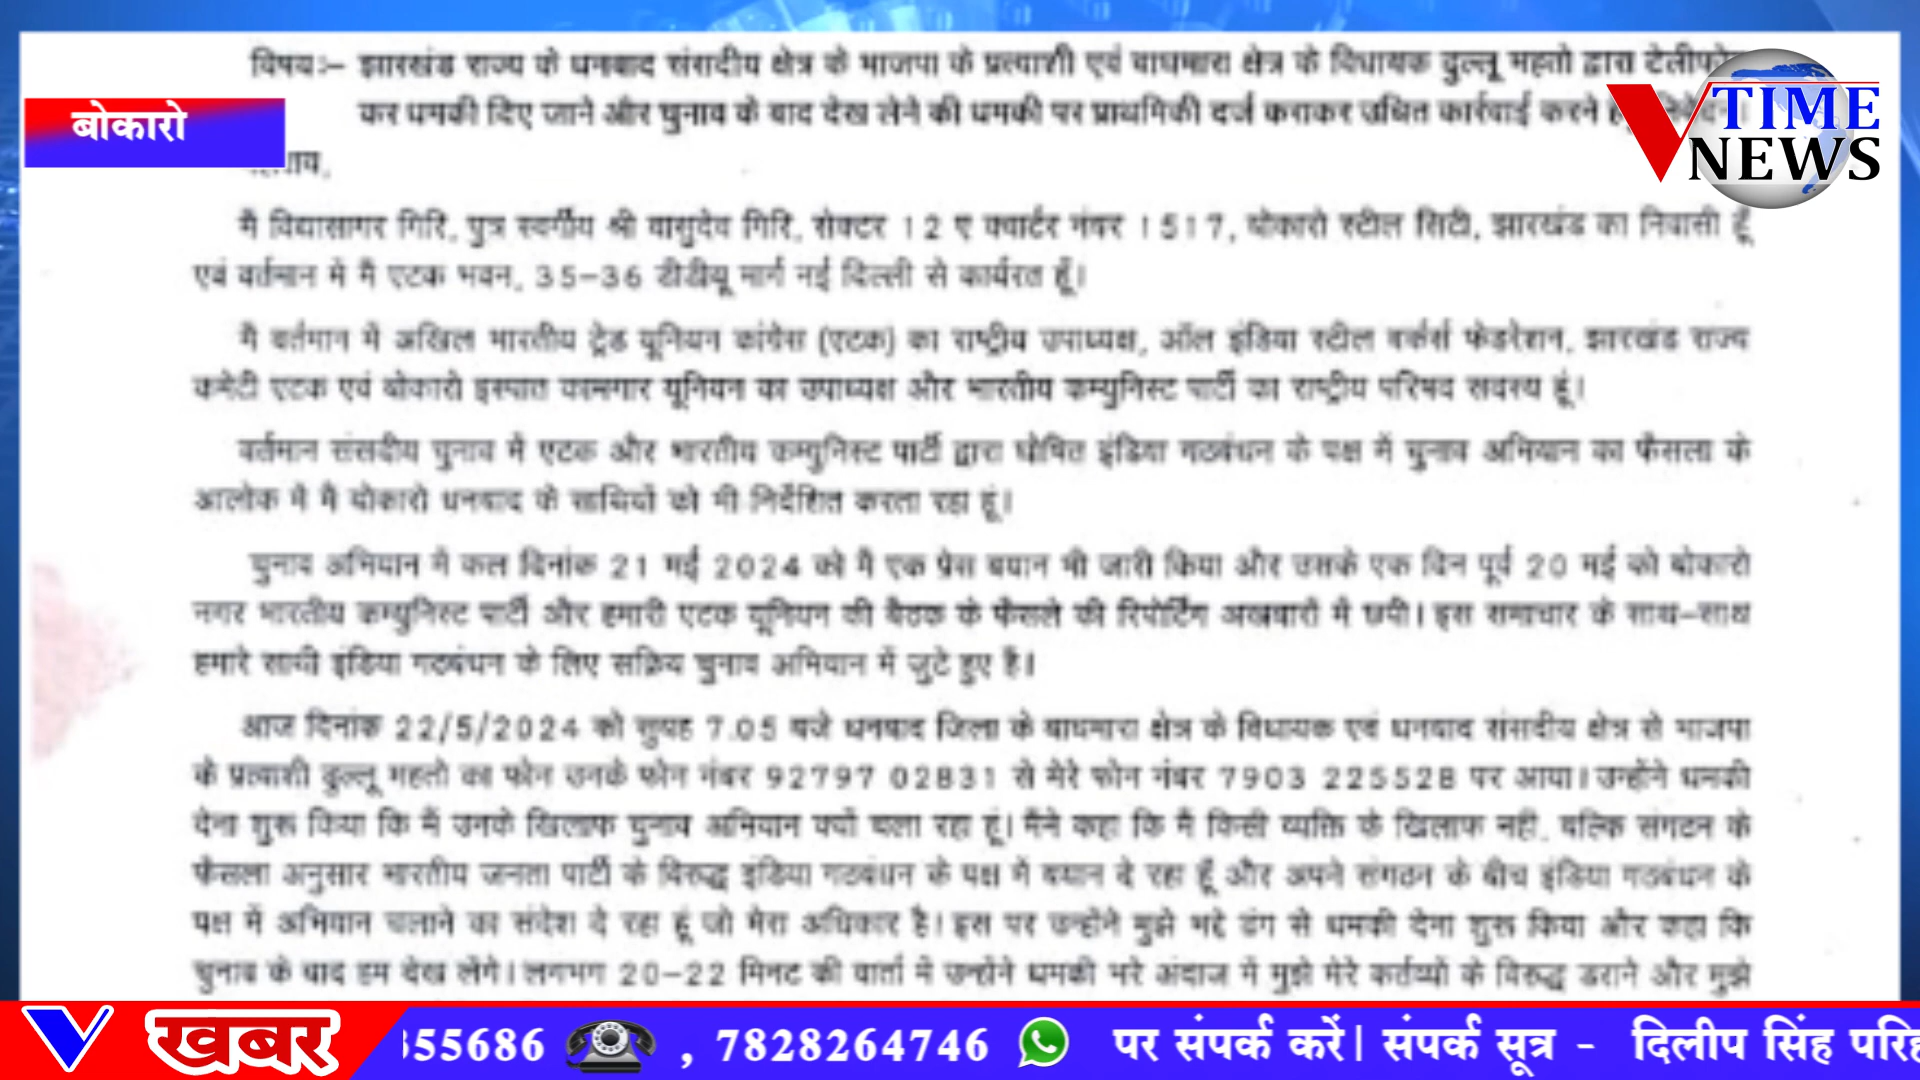 विषयः– झारखंड राज्य के धनबाद संसदीय क्षेत्र के भाजपा के प्रत्याशी एवं बाघमारा क्षेत्र के विधायक दुल्लू महतो द्वारा टेलीफोन
कर धमकी दिए जाने और चुनाव के बाद देख लेने की धमकी पर प्राथमिकी दर्ज कराकर उचित कार्रवाई करने
TIME
NEWS
बोकारो
मै विद्यासागर गिरि, पुत्र स्वर्गीय श्री वासुदेव गिरि, सेक्टर 12 ए क्वार्टर नंबर 1517, बोकारो स्टील सिटी, झारखंड का निवासी हूँ
एवं वर्तमान मे मै एटक भवन, 35–36 डीडीयू मार्ग नई दिल्ली से कार्यरत हूँ।
मै वर्तमान में अखिल भारतीय ट्रेड यूनियन कांग्रेस (एटक) का राष्ट्रीय उपाध्यक्ष, ऑल इंडिया स्टील वर्कर्स फेडरेशन, झारखंड राज्य
कमेटी एटक एवं बोकारो इस्पात कामगार यूनियन का उपाध्यक्ष और भारतीय कम्युनिस्ट पार्टी का राष्ट्रीय परिषद सदस्य हूं।
वर्तमान संसदीय चुनाव में एटक और भारतीय कम्युनिस्ट पार्टी द्वारा घोषित इंडिया गठबंधन के पक्ष में चुनाव अभियान का फैसला के
आलोक में मै बोकारो धनबाद के साथियों को भी निर्देशित करता रहा हूं।
चुनाव अभियान में कल दिनांक 21 मई 2024 को मै एक प्रेस बयान भी जारी किया और उसके एक दिन पूर्व 20 मई को बोकारो
नगर भारतीय कम्युनिस्ट पार्टी और हमारी एटक यूनियन की बैठक के फैसले की रिपोर्टिंग अखबारों में छपी। इस समाचार के साथ–साथ
हमारे साथी इंडिया गठबंधन के लिए सक्रिय चुनाव अभियान में जुटे हुए है।
आज दिनांक 22/5/2024 को सुबह 7.05 बजे धनबाद जिला के बाघमारा क्षेत्र के विधायक एवं धनबाद संसदीय क्षेत्र से भाजपा
के प्रत्याशी दुल्लू महतो का फोन उनके फोन नंबर 92797 02831 से मेरे फोन नंबर 7903 225528 पर आया। उन्होंने धमकी
देना शुरू किया कि मैं उनके खिलाफ चुनाव अभियान क्यों चला रहा हूं। मैंने कहा कि मै किसी व्यक्ति के खिलाफ नही, बल्कि संगठन के
फैसला अनुसार भारतीय जनता पार्टी के विरुद्ध इंडिया गठबंधन के पक्ष में बयान दे रहा हूँ और अपने संगठन के बीच इंडिया गठबंधन के
पक्ष में अभियान चलाने का संदेश दे रहा हूं जो मेरा अधिकार है। इस पर उन्होंने मुझे भद्दे ढंग से धमकी देना शुरू किया और कहा कि
चुनाव के बाद हम देख लेंगे। लगभग 20–22 मिनट की वार्ता में उन्होंने धमकी भरे अंदाज में मुझे मेरे कर्तव्यों के विरुद्ध डराने और मुझे
खबर 355686 , 7828264746 पर संपर्क करें। संपर्क सूत्र - दिलीप सिंह